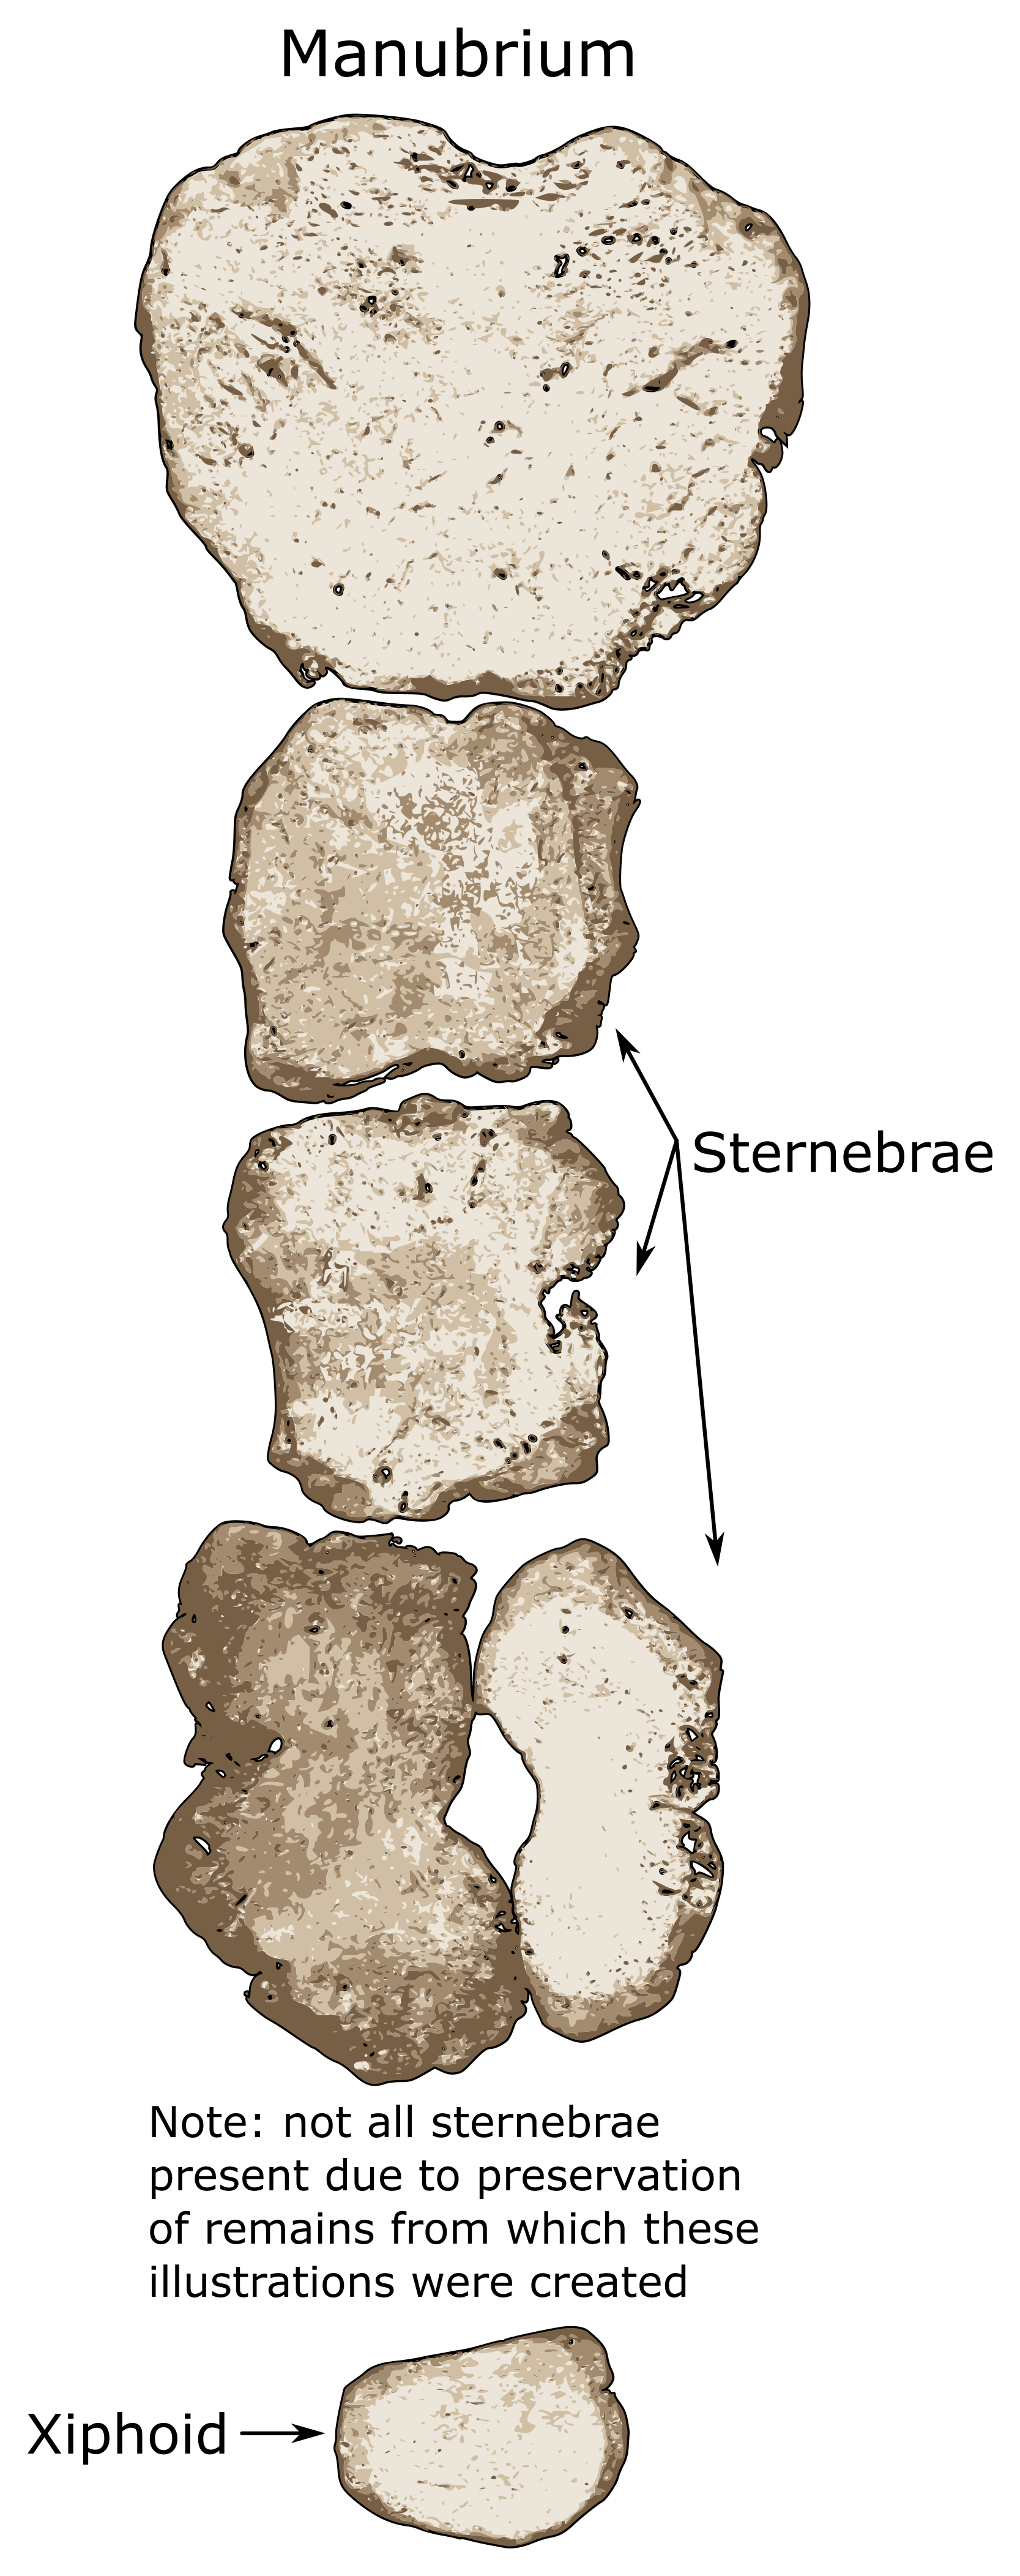 Manubrium
Sternebrae
Note: not all sternebrae
present due to preservation
of remains from which these
illustrations were created
Xiphoid